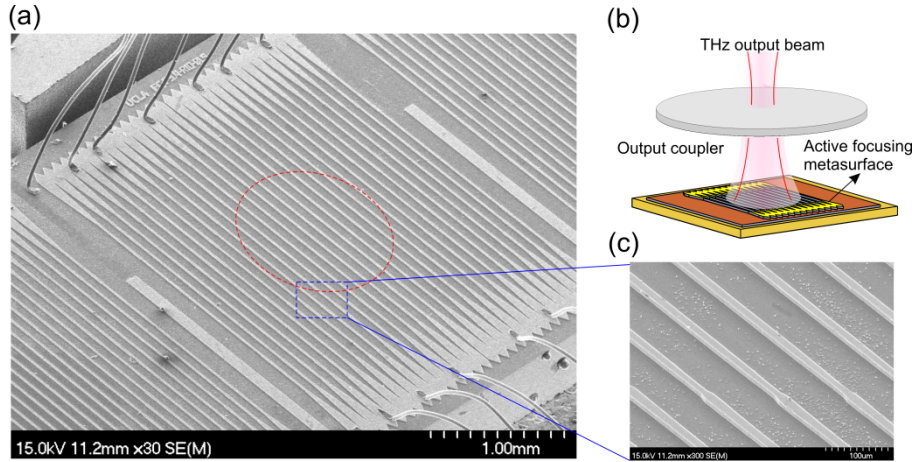 (a)
UCLA
15.0kV 11.2mm x30 SE(M)
1.00mm
(b)
THz output beam
Output coupler
Active focusing
metasurface
(c)
15.0kV 11.2mm x300 SE(M)
100um